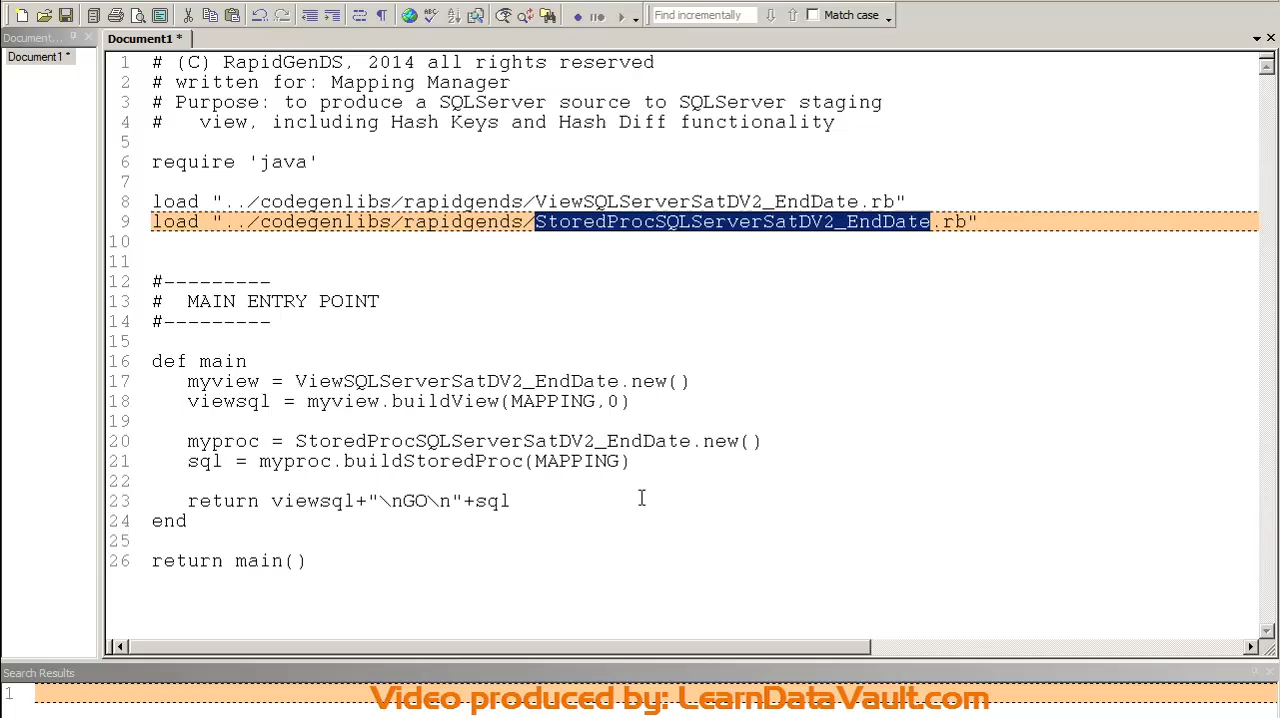 Find incrementally
Match case
Document...
Document1 *
Document1 *
1 # (C) RapidGenDS, 2014 all rights reserved
2 # written for: Mapping Manager
3 # Purpose: to produce a SQLServer source to SQLServer staging
4 #   view, including Hash Keys and Hash Diff functionality
5
6 require 'java'
7
8 load "../codegenlibs/rapidgends/ViewSQLServerSatDV2_EndDate.rb"
9 load "../codegenlibs/rapidgends/StoredProcSQLServerSatDV2_EndDate.rb"
10
11
12 #---------
13 #  MAIN ENTRY POINT
14 #---------
15
16 def main
17    myview = ViewSQLServerSatDV2_EndDate.new()
18    viewsql = myview.buildView(MAPPING,0)
19
20    myproc = StoredProcSQLServerSatDV2_EndDate.new()
21    sql = myproc.buildStoredProc(MAPPING)
22
23    return viewsql+"\nGO\n"+sql
24 end
25
26 return main()
Search Results
1
Video produced by: LearnDataVault.com